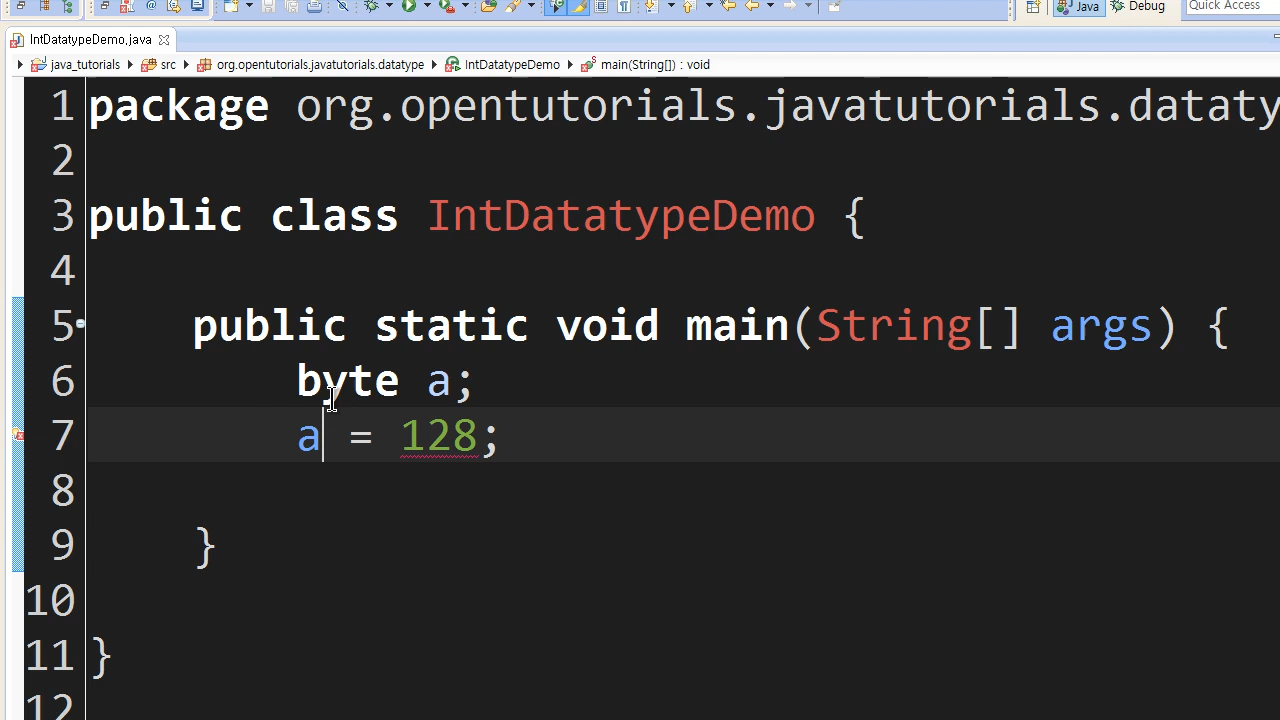 Java
Debug
Quick Access
IntDatatypeDemo.java
java_tutorials
src
org.opentutorials.javatutorials.datatype
IntDatatypeDemo
main(String[]) : void
1 package org.opentutorials.javatutorials.dataty
2
3 public class IntDatatypeDemo {
4
5 public static void main(String[] args) {
6 byte a;
7 a = 128;
8
9 }
10
11 }
12